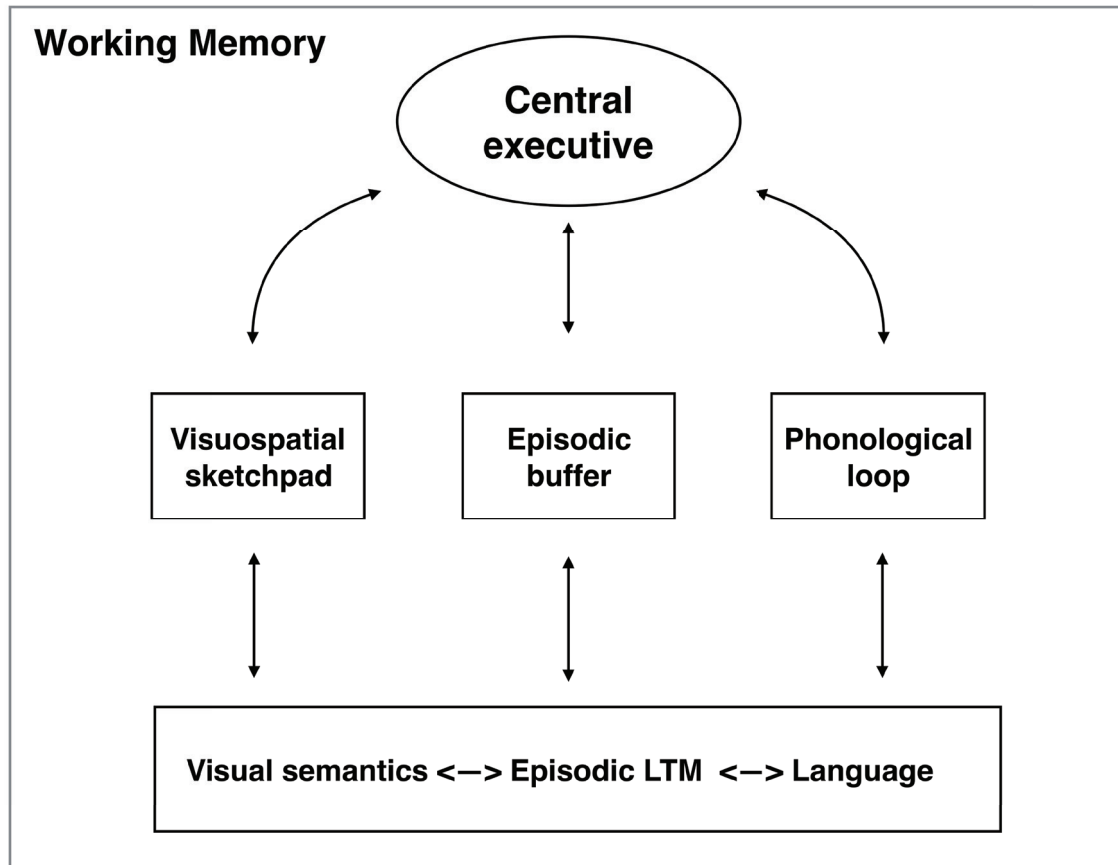 Working Memory
Central
executive
Visuospatial
sketchpad
Episodic
buffer
Phonological
loop
Visual semantics <—> Episodic LTM <—> Language